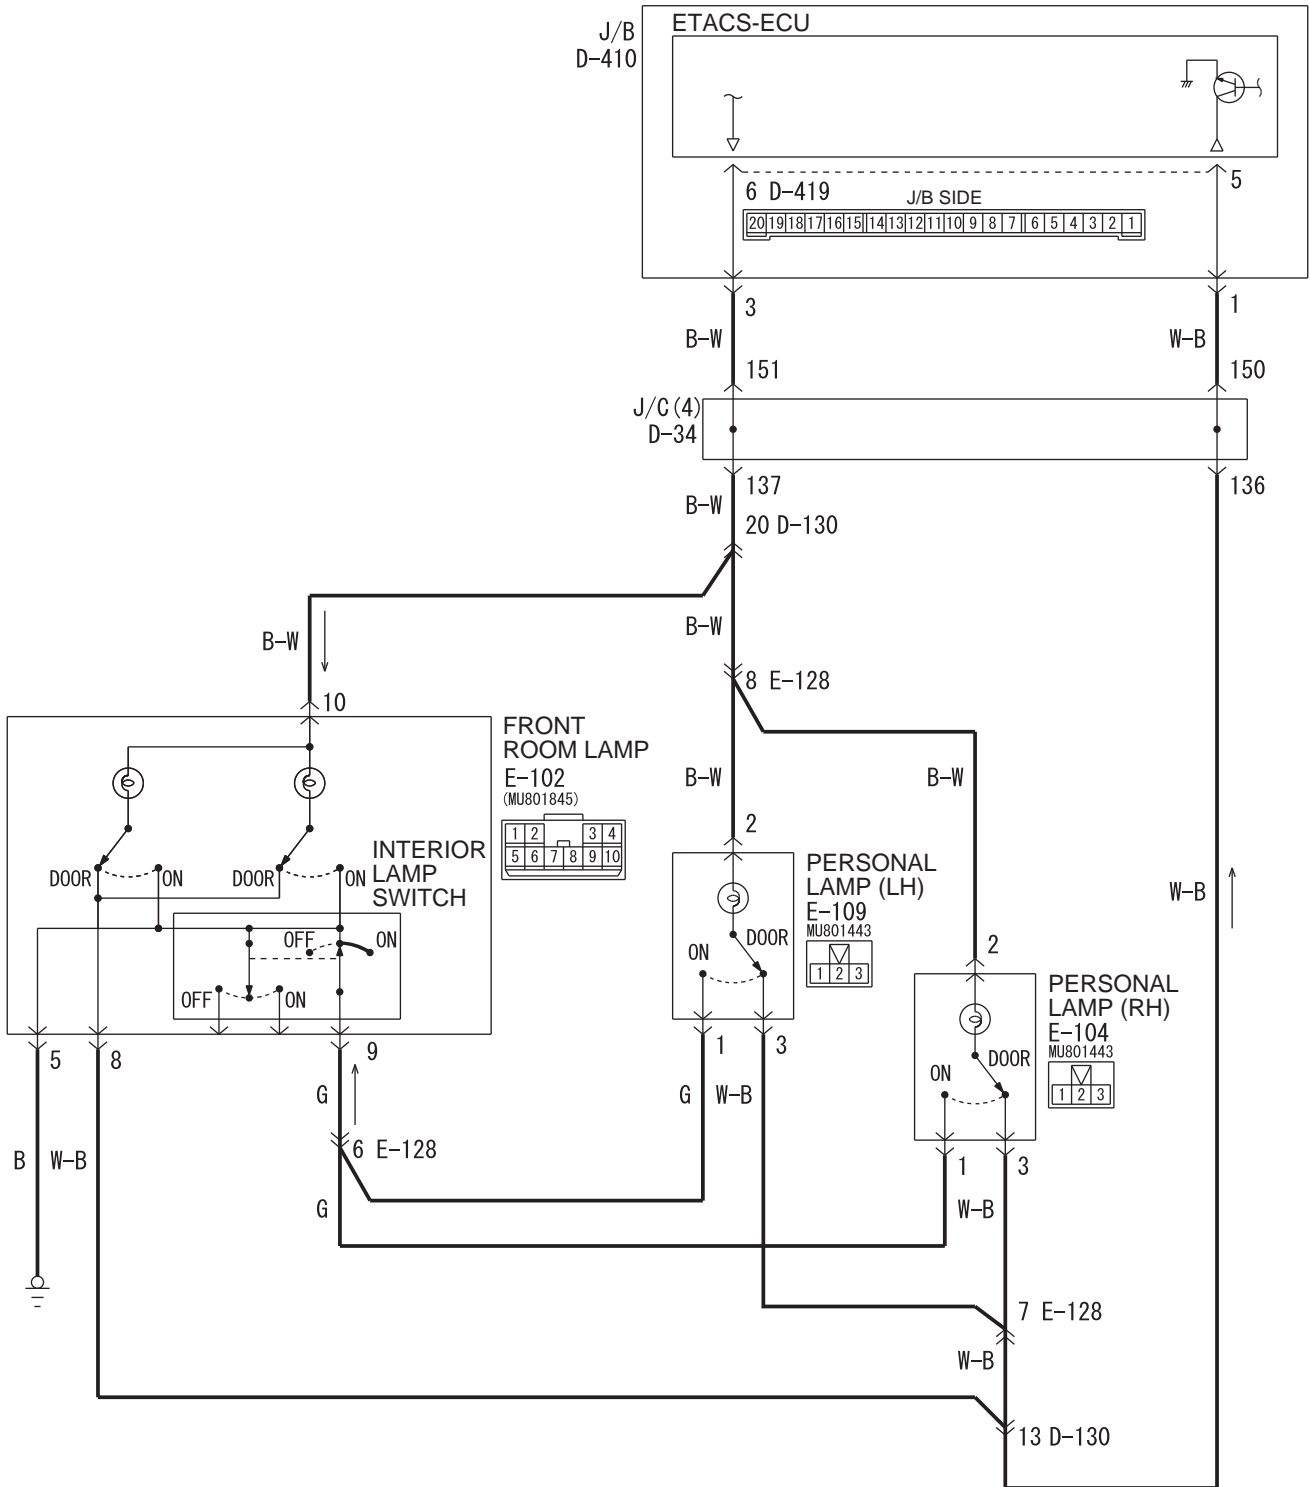 ETACS-ECU
J/B
D-410
6 D-419
5
J/B SIDE
20 19 18 17 16 15 14 13 12 11 10 9 8 7 6 5 4 3 2 1
3
1
B-W
W-B
151
150
J/C(4)
D-34
137
136
B-W
20 D-130
B-W
B-W
8 E-128
10
FRONT
ROOM LAMP
E-102
(MU801845)
1 2 3 4
5 6 7 8 9 10
B-W
B-W
2
INTERIOR
LAMP
SWITCH
DOOR
ON
DOOR
ON
OFF
ON
OFF
ON
PERSONAL
LAMP (LH)
E-109
MU801443
1 2 3
DOOR
ON
W-B
2
PERSONAL
LAMP (RH)
E-104
MU801443
1 2 3
DOOR
ON
5
8
9
1
3
G
G
W-B
6 E-128
B
W-B
G
1
3
W-B
7 E-128
W-B
13 D-130